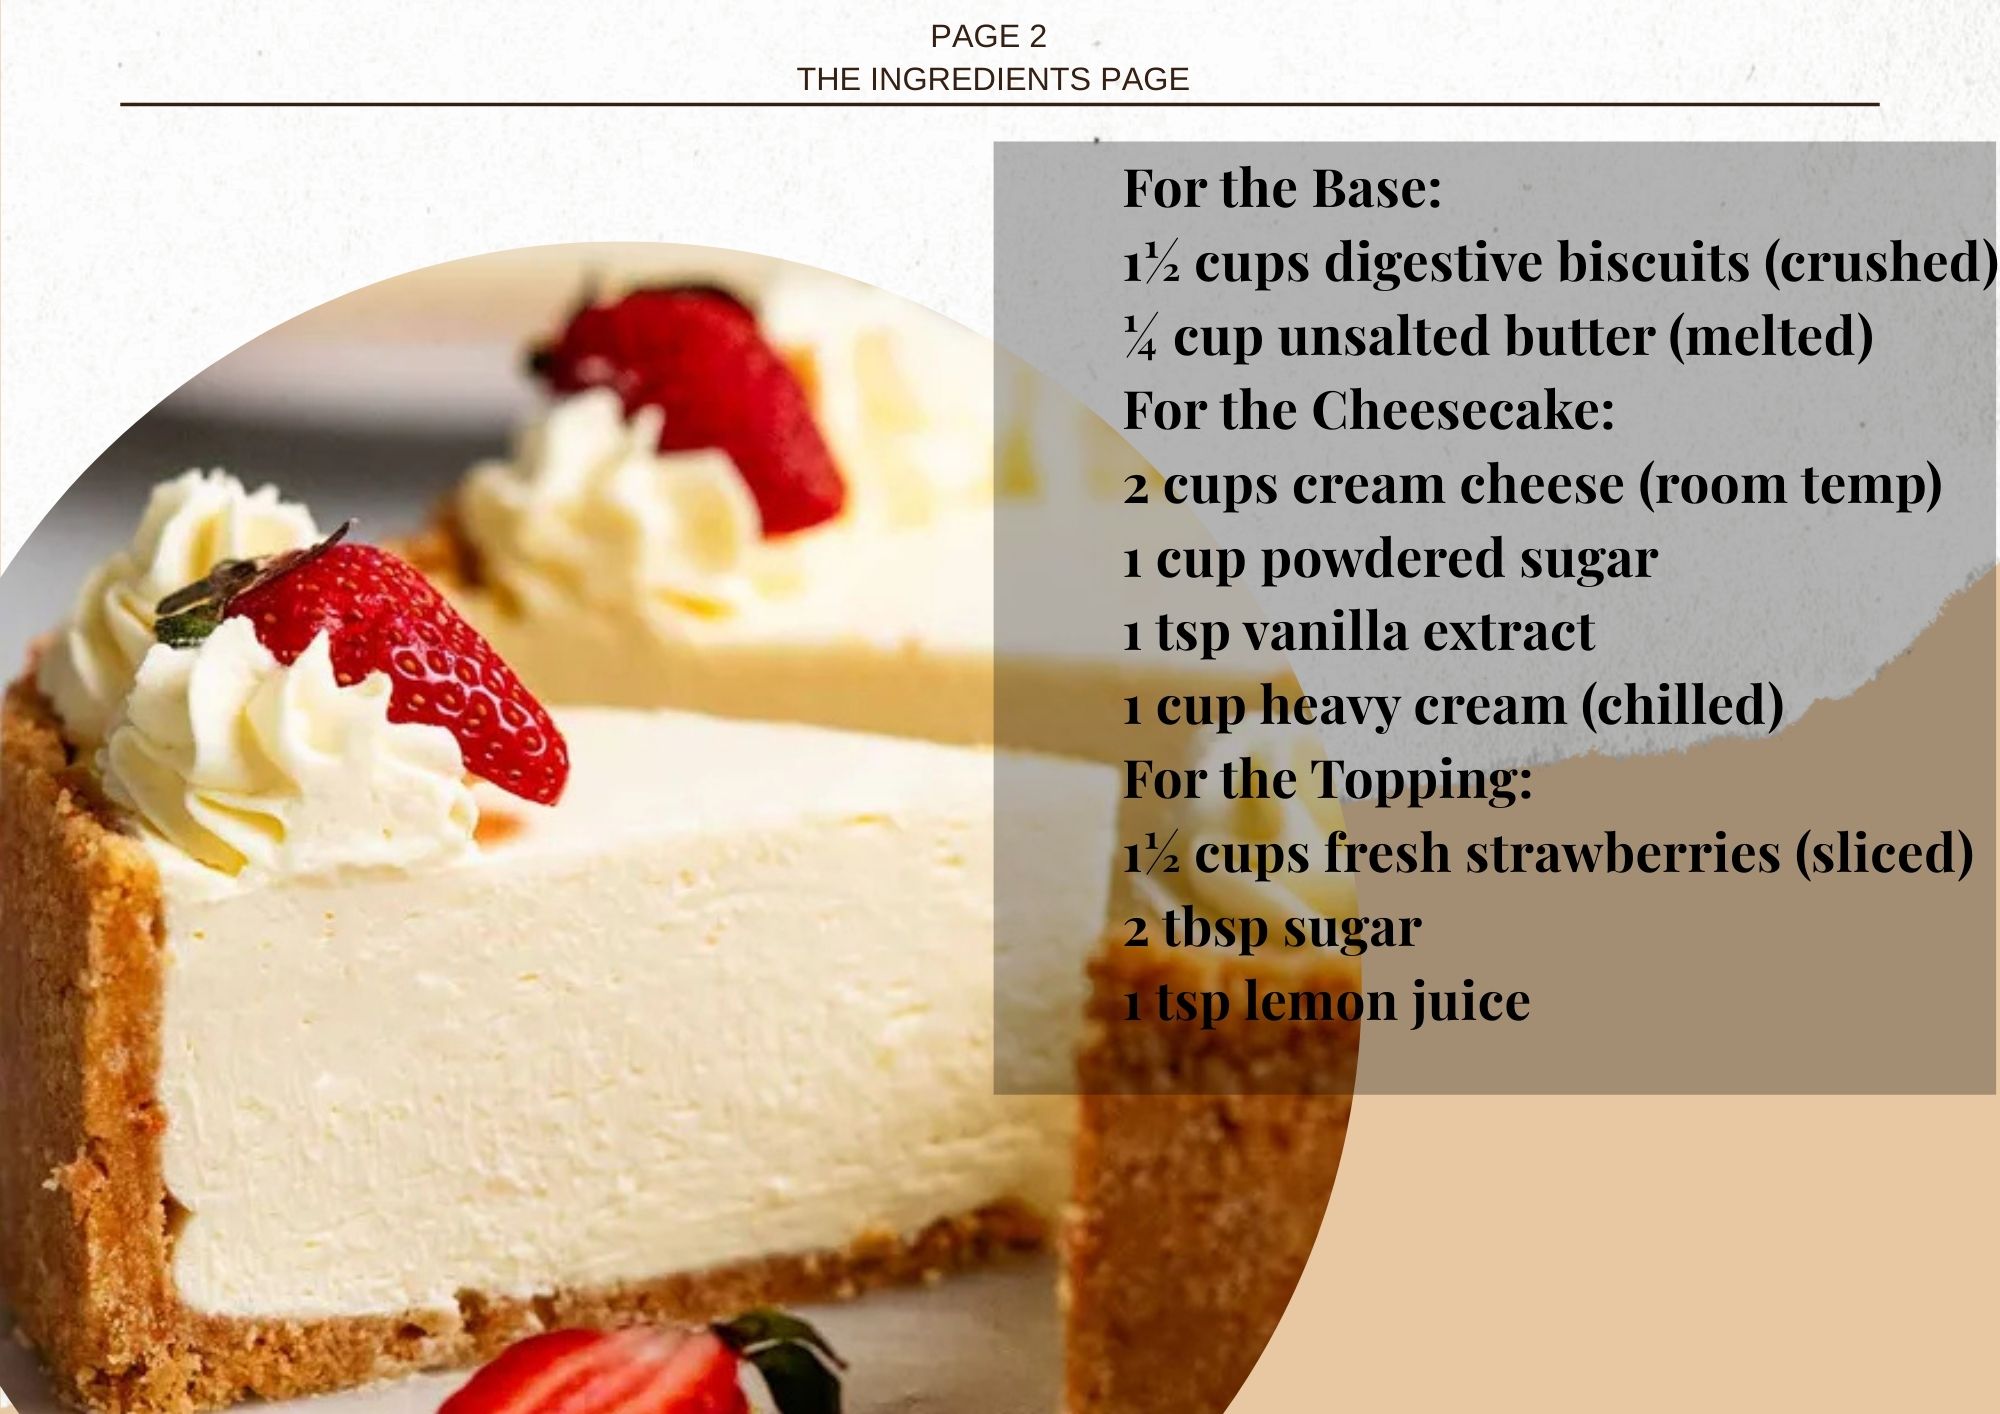 PAGE 2
THE INGREDIENTS PAGE
For the Base:
1½ cups digestive biscuits (crushed)
¼ cup unsalted butter (melted)
For the Cheesecake:
2 cups cream cheese (room temp)
1 cup powdered sugar
1 tsp vanilla extract
1 cup heavy cream (chilled)
For the Topping:
1½ cups fresh strawberries (sliced)
2 tbsp sugar
1 tsp lemon juice